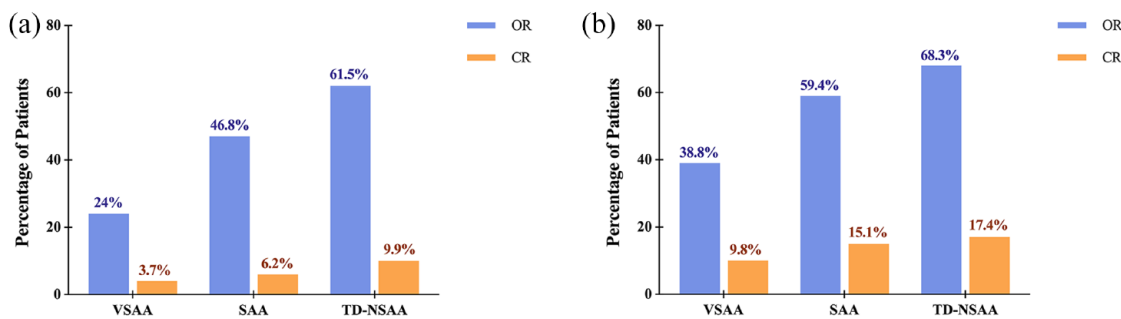 (a)
Percentage of Patients
80
60
40
20
0
OR
CR
24%
3.7%
46.8%
6.2%
61.5%
9.9%
VSAA
SAA
TD-NSAA
(b)
Percentage of Patients
80
60
40
20
0
OR
CR
38.8%
9.8%
59.4%
15.1%
68.3%
17.4%
VSAA
SAA
TD-NSAA